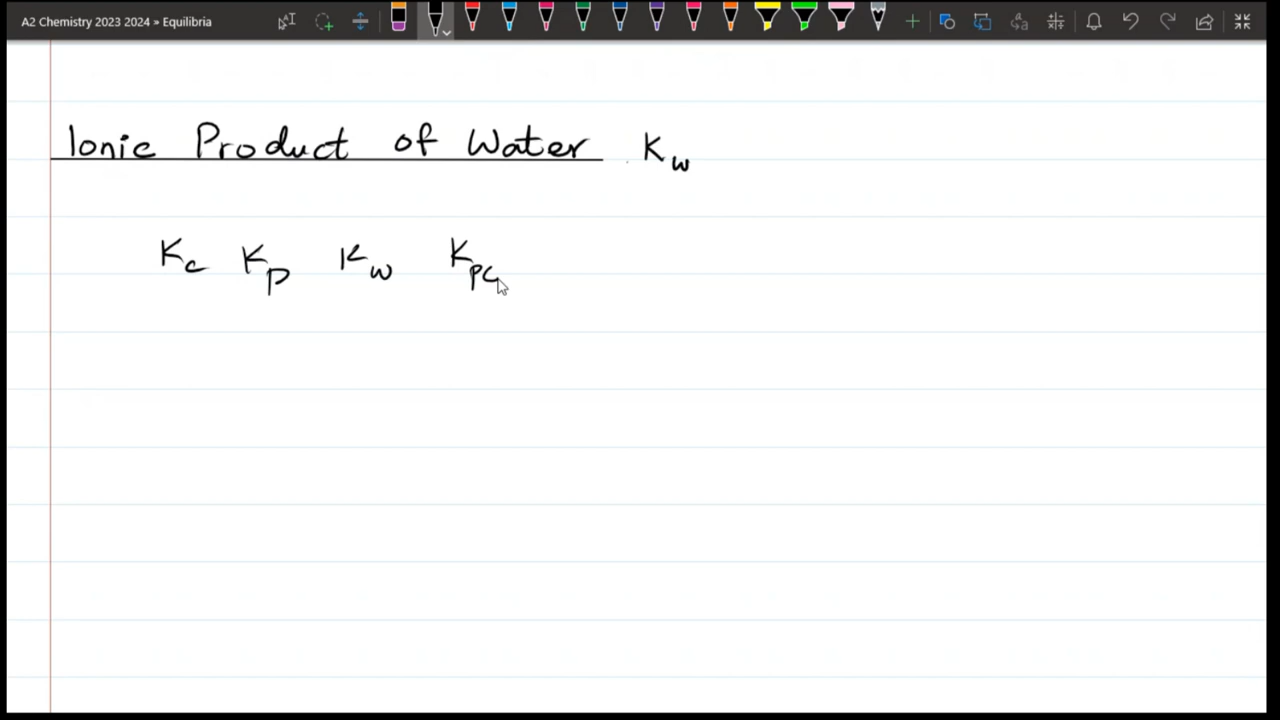 A2 Chemistry 2023 2024 » Equilibria
Ionic Product of Water Kw
Kc Kp Kw Kpc